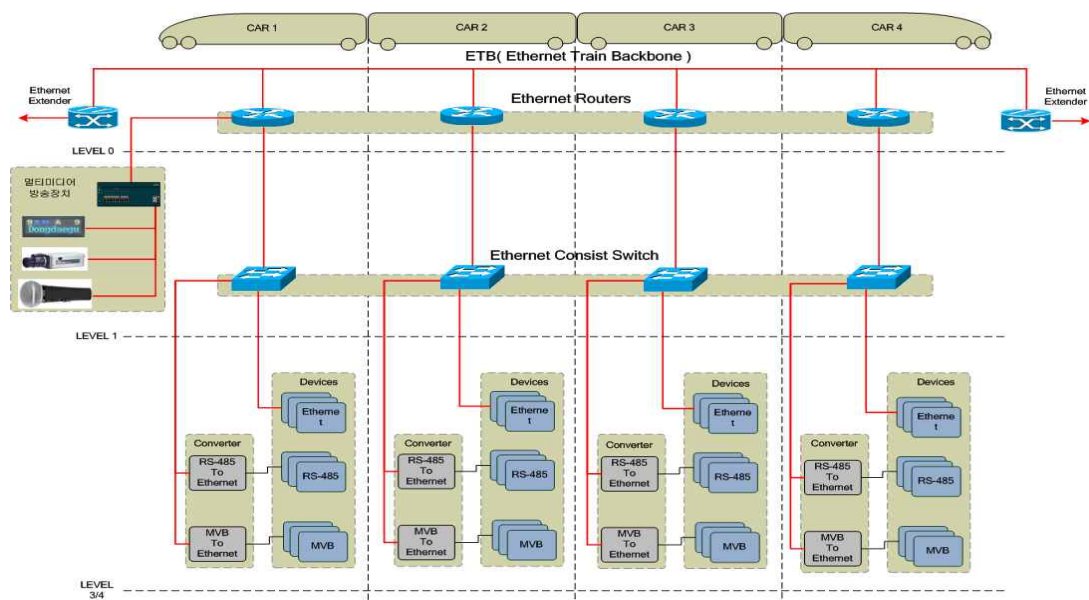 CAR 1
CAR 2
CAR 3
CAR 4
ETB( Ethernet Train Backbone )
Ethernet
Extender
Ethernet Routers
Ethernet
Extender
LEVEL 0
멀티미디어
방송장치
Dongdaegu
Ethernet Consist Switch
LEVEL 1
Devices
Etherne
t
Converter
RS-485
To
Ethernet
RS-485
MVB
To
Ethernet
MVB
Devices
Etherne
t
Converter
RS-485
To
Ethernet
RS-485
MVB
To
Ethernet
MVB
Devices
Etherne
t
Converter
RS-485
To
Ethernet
RS-485
MVB
To
Ethernet
MVB
Devices
Etherne
t
Converter
RS-485
To
Ethernet
RS-485
MVB
To
Ethernet
MVB
LEVEL
3/4